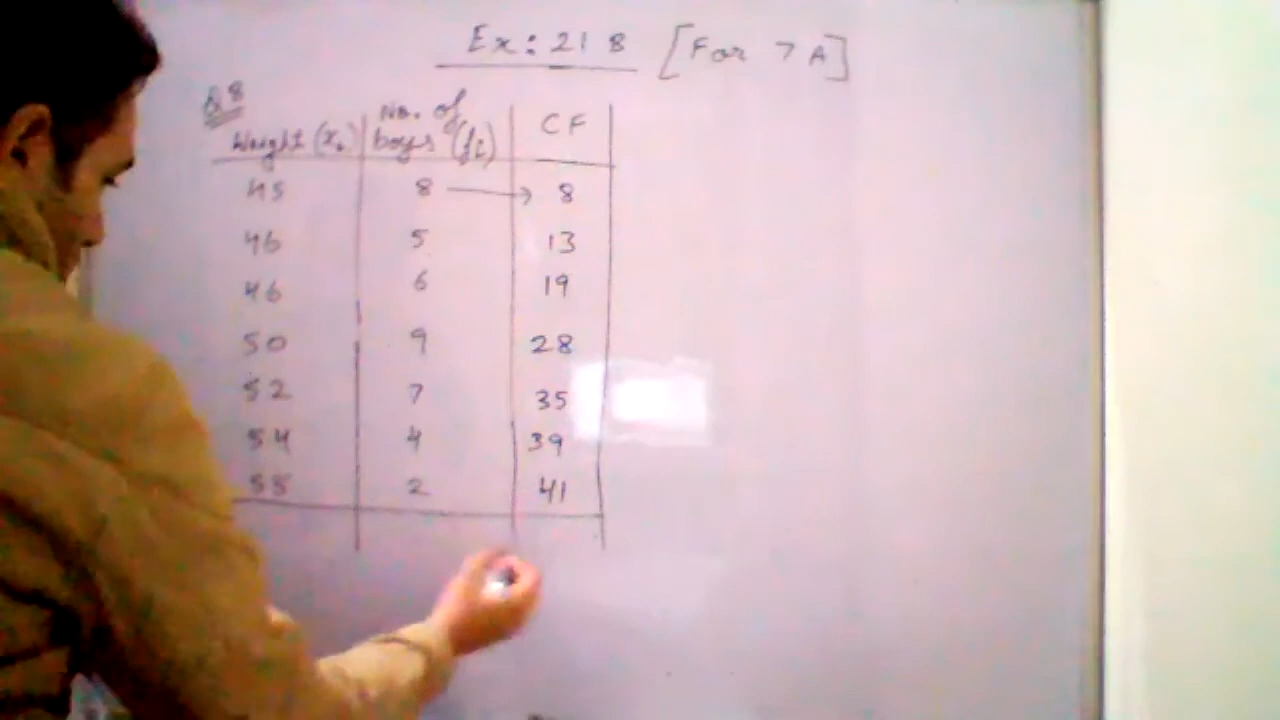 Ex: 21 B [For 7 A]
Q 8
Weight (xi) No. of boys (fi) CF
45 8 → 8
46 5 13
46 6 19
50 9 28
52 7 35
54 4 39
55 2 41